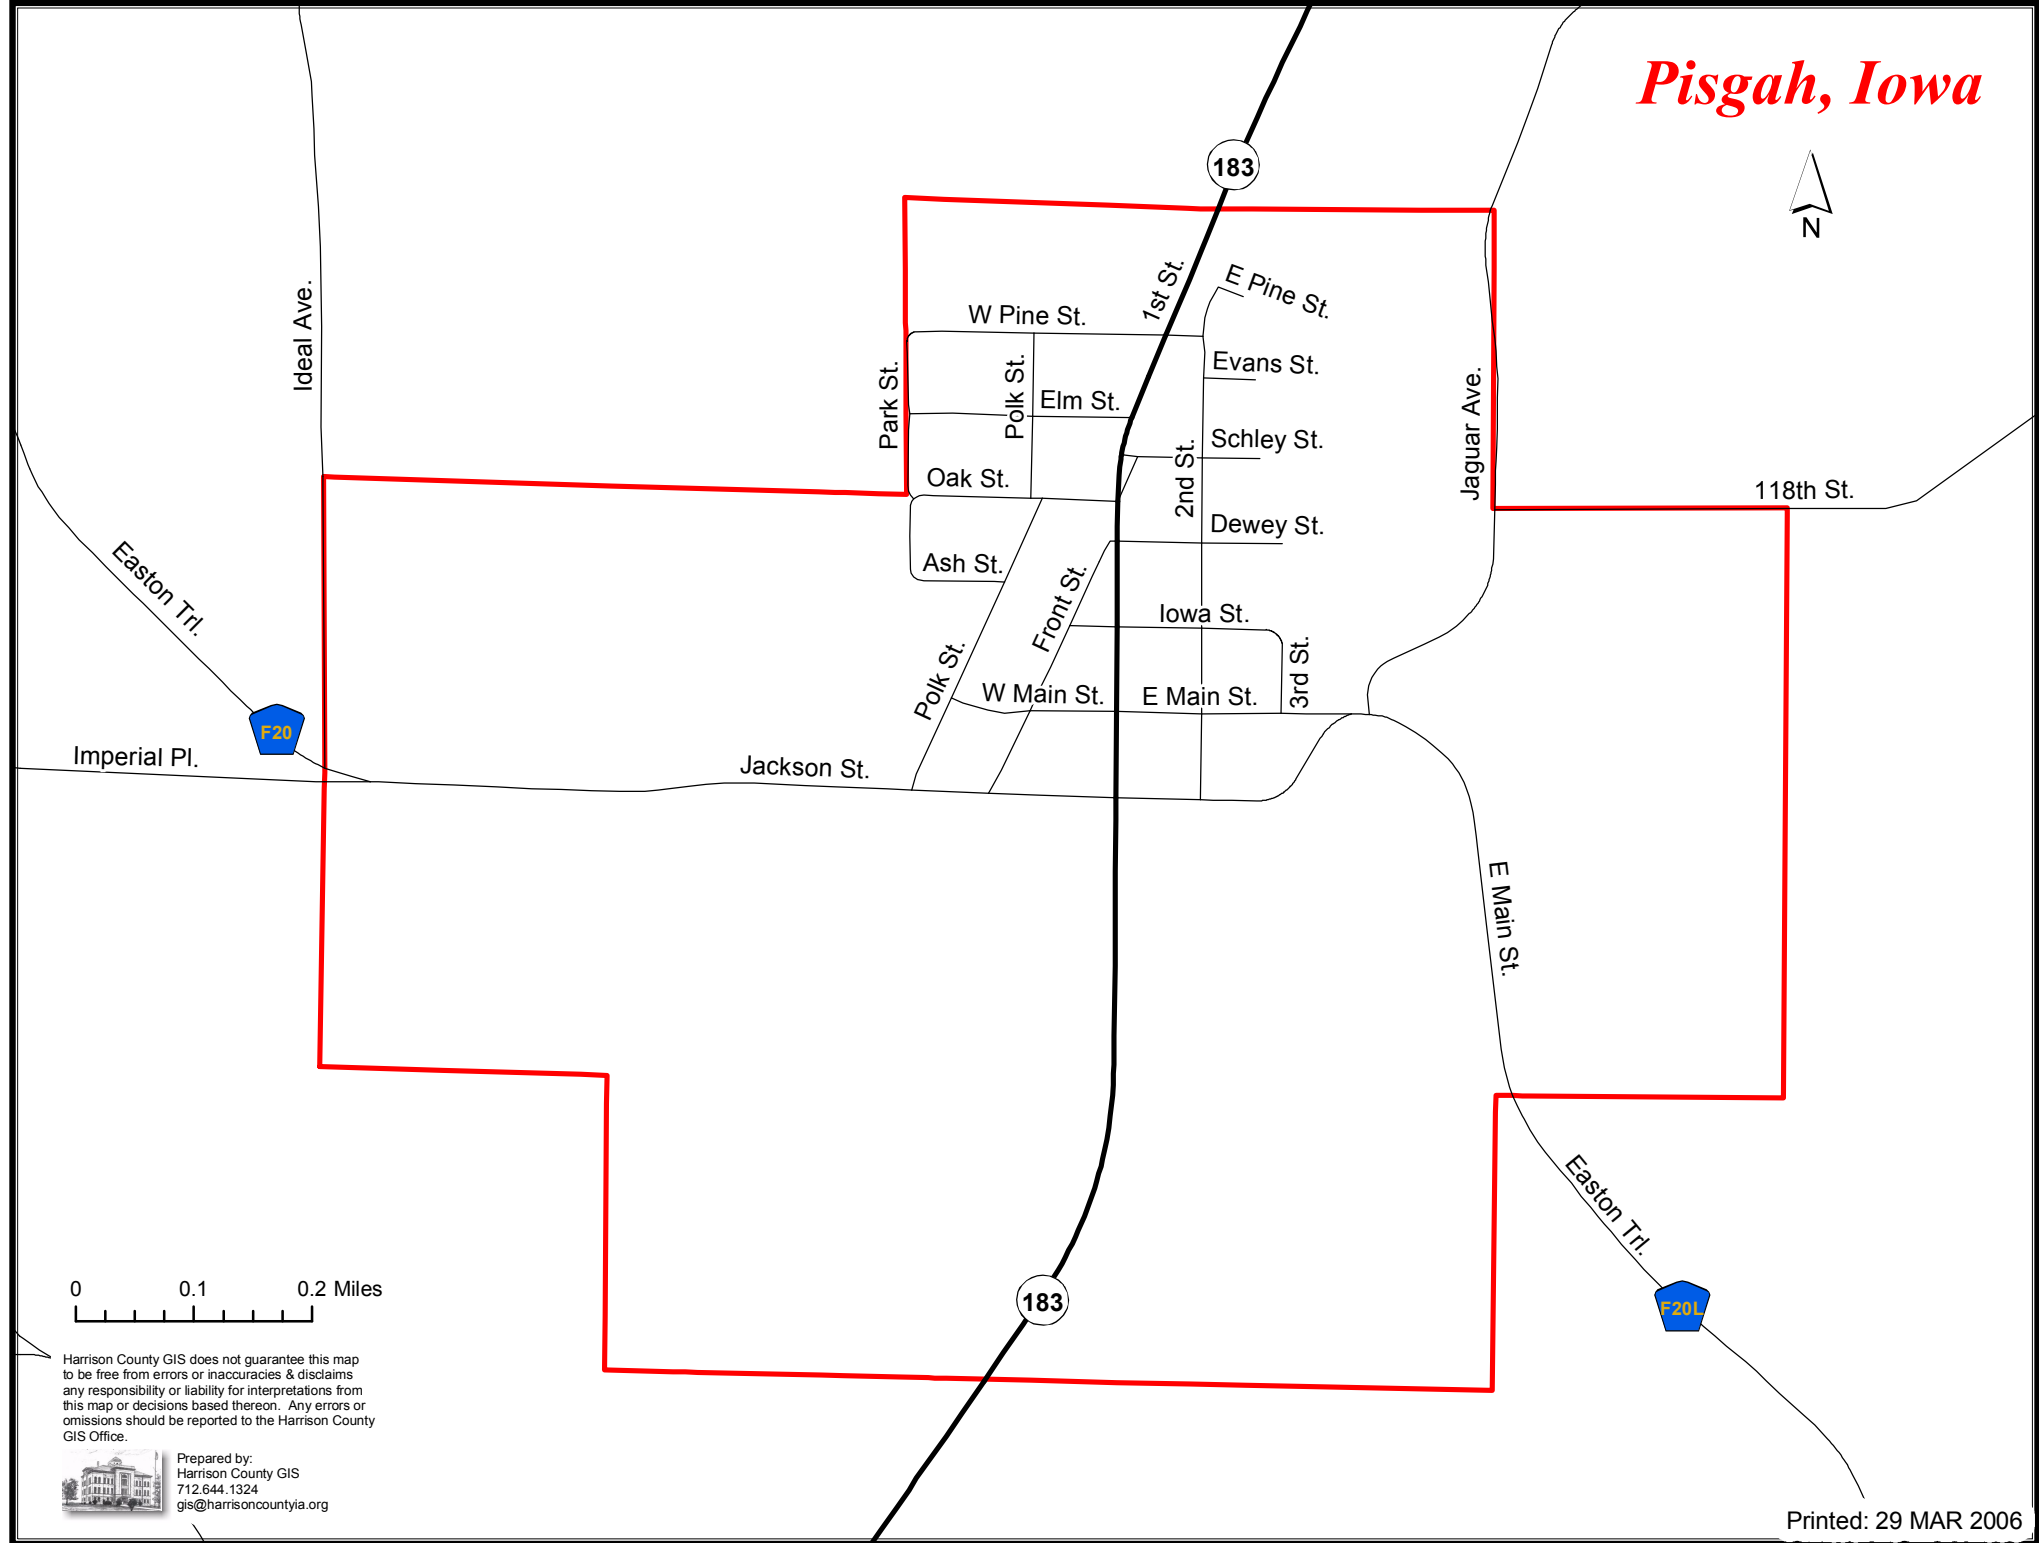 Pisgah, Iowa
183
N
1st St.
E Pine St.
W Pine St.
Ideal Ave.
Evans St.
Park St.
Polk St.
Elm St.
Jaguar Ave.
Schley St.
2nd St.
Oak St.
118th St.
Dewey St.
Easton Trl.
Ash St.
Front St.
Iowa St.
Polk St.
3rd St.
W Main St.
E Main St.
F20
Imperial Pl.
Jackson St.
E Main St.
Easton Trl.
F20L
183
0 0.1 0.2 Miles
Harrison County GIS does not guarantee this map
to be free from errors or inaccuracies & disclaims
any responsibility or liability for interpretations from
this map or decisions based thereon. Any errors or
omissions should be reported to the Harrison County
GIS Office.
Prepared by:
Harrison County GIS
712.644.1324
gis@harrisoncountyia.org
Printed: 29 MAR 2006